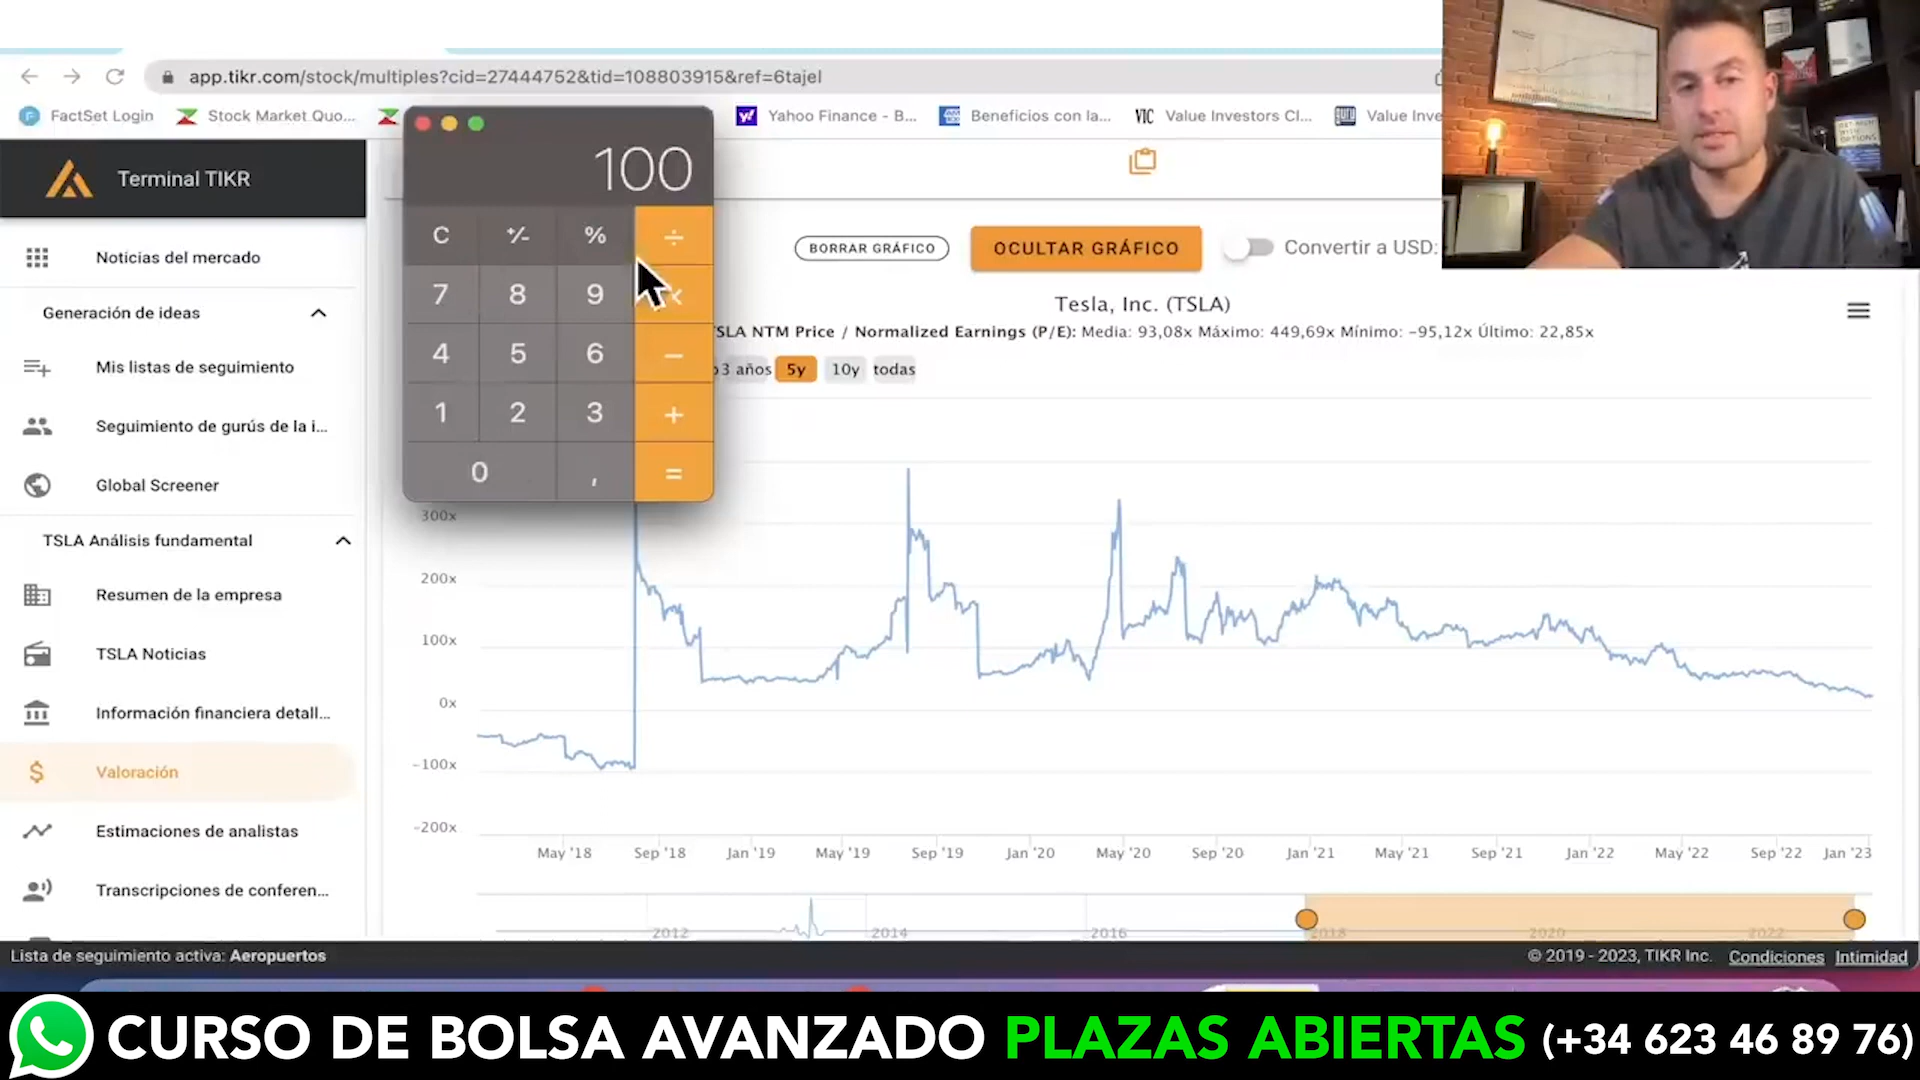 app.tikr.com/stock/multiples?cid=27444752&tid=108803915&ref=6tajel
FactSet Login
Stock Market Quo...
y!
Yahoo Finance - B...
Beneficios con la...
VIC
Value Investors Cl...
Value Inve
100
C
+/-
%
÷
7
8
9
×
4
5
6
−
1
2
3
+
0
,
=
Terminal TIKR
Noticias del mercado
Generación de ideas
Mis listas de seguimiento
Seguimiento de gurús de la i...
Global Screener
TSLA Análisis fundamental
Resumen de la empresa
TSLA Noticias
Información financiera detall...
$
Valoración
Estimaciones de analistas
Transcripciones de conferen...
BORRAR GRÁFICO
OCULTAR GRÁFICO
Convertir a USD:
Tesla, Inc. (TSLA)
TSLA NTM Price / Normalized Earnings (P/E): Media: 93,08x Máximo: 449,69x Mínimo: -95,12x Último: 22,85x
3 años
5y
10y
todas
300x
200x
100x
0x
-100x
-200x
May '18
Sep '18
Jan '19
May '19
Sep '19
Jan '20
May '20
Sep '20
Jan '21
May '21
Sep '21
Jan '22
May '22
Sep '22
Jan '23
2012
2014
2016
2018
2020
2022
Lista de seguimiento activa: Aeropuertos
© 2019 - 2023, TIKR Inc.
Condiciones
Intimidad
CURSO DE BOLSA AVANZADO PLAZAS ABIERTAS (+34 623 46 89 76)